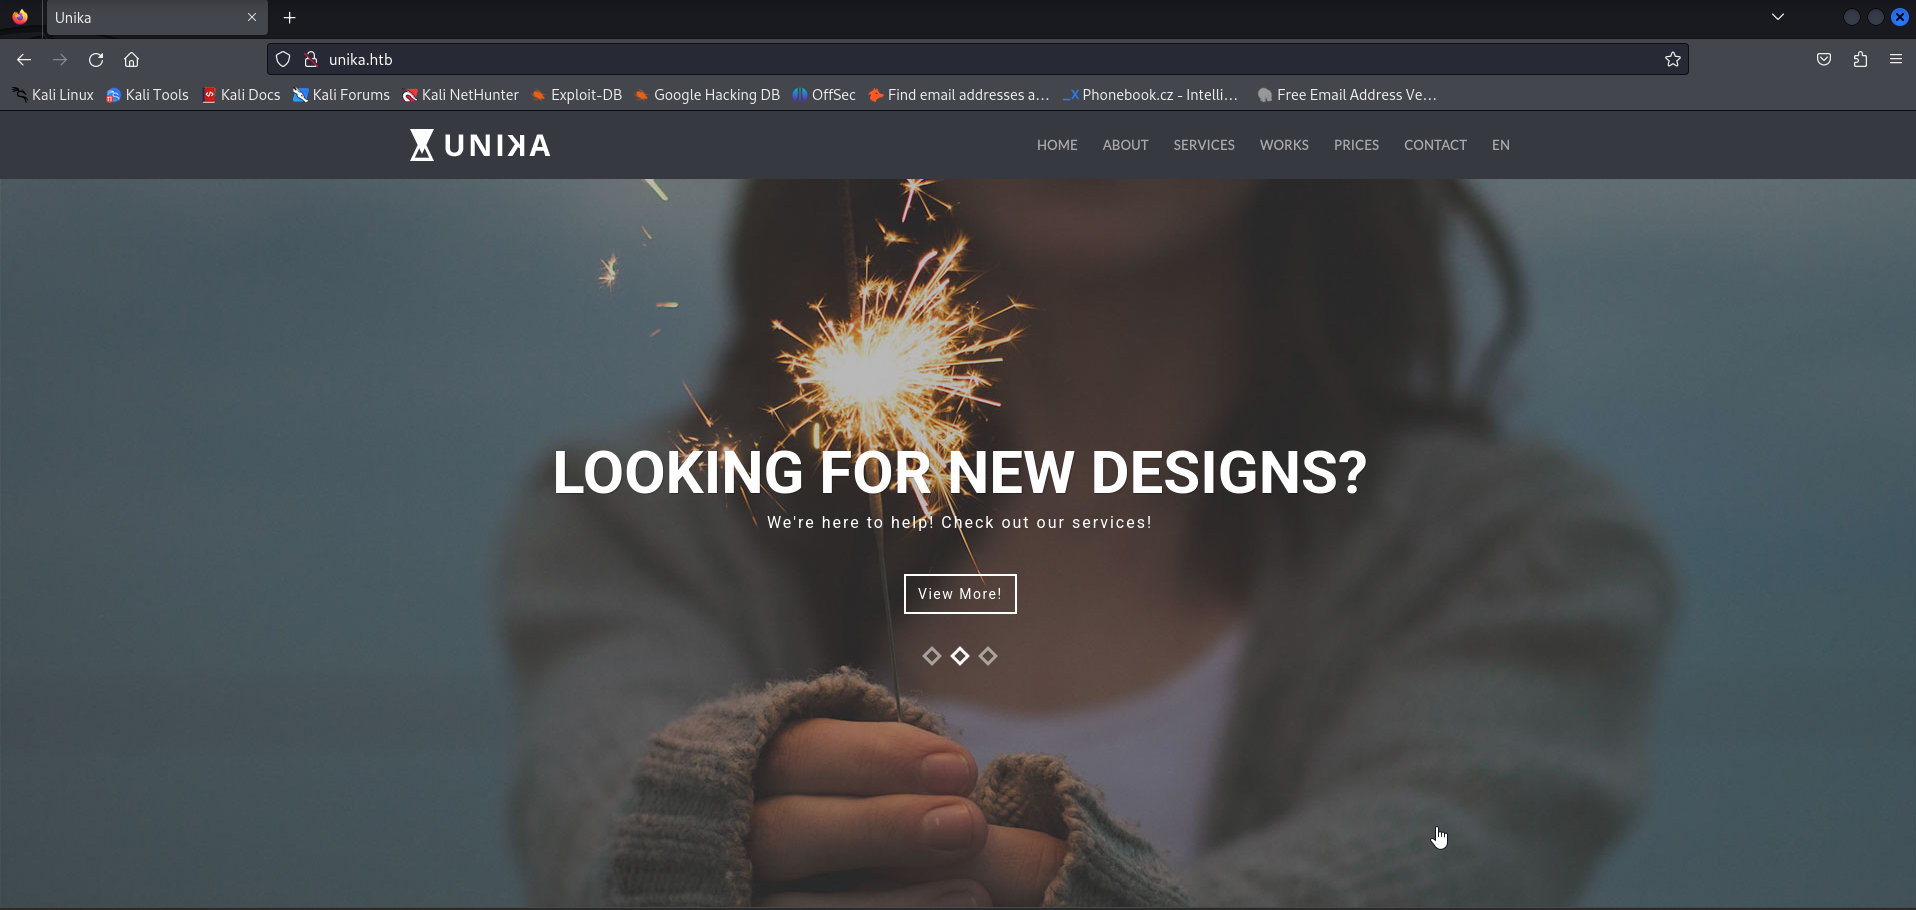 Unika
unika.htb
Kali Linux Kali Tools Kali Docs Kali Forums Kali NetHunter Exploit-DB Google Hacking DB OffSec Find email addresses a… Phonebook.cz - Intelli… Free Email Address Ve…
UNIKA HOME ABOUT SERVICES WORKS PRICES CONTACT EN
LOOKING FOR NEW DESIGNS?
We're here to help! Check out our services!
View More!